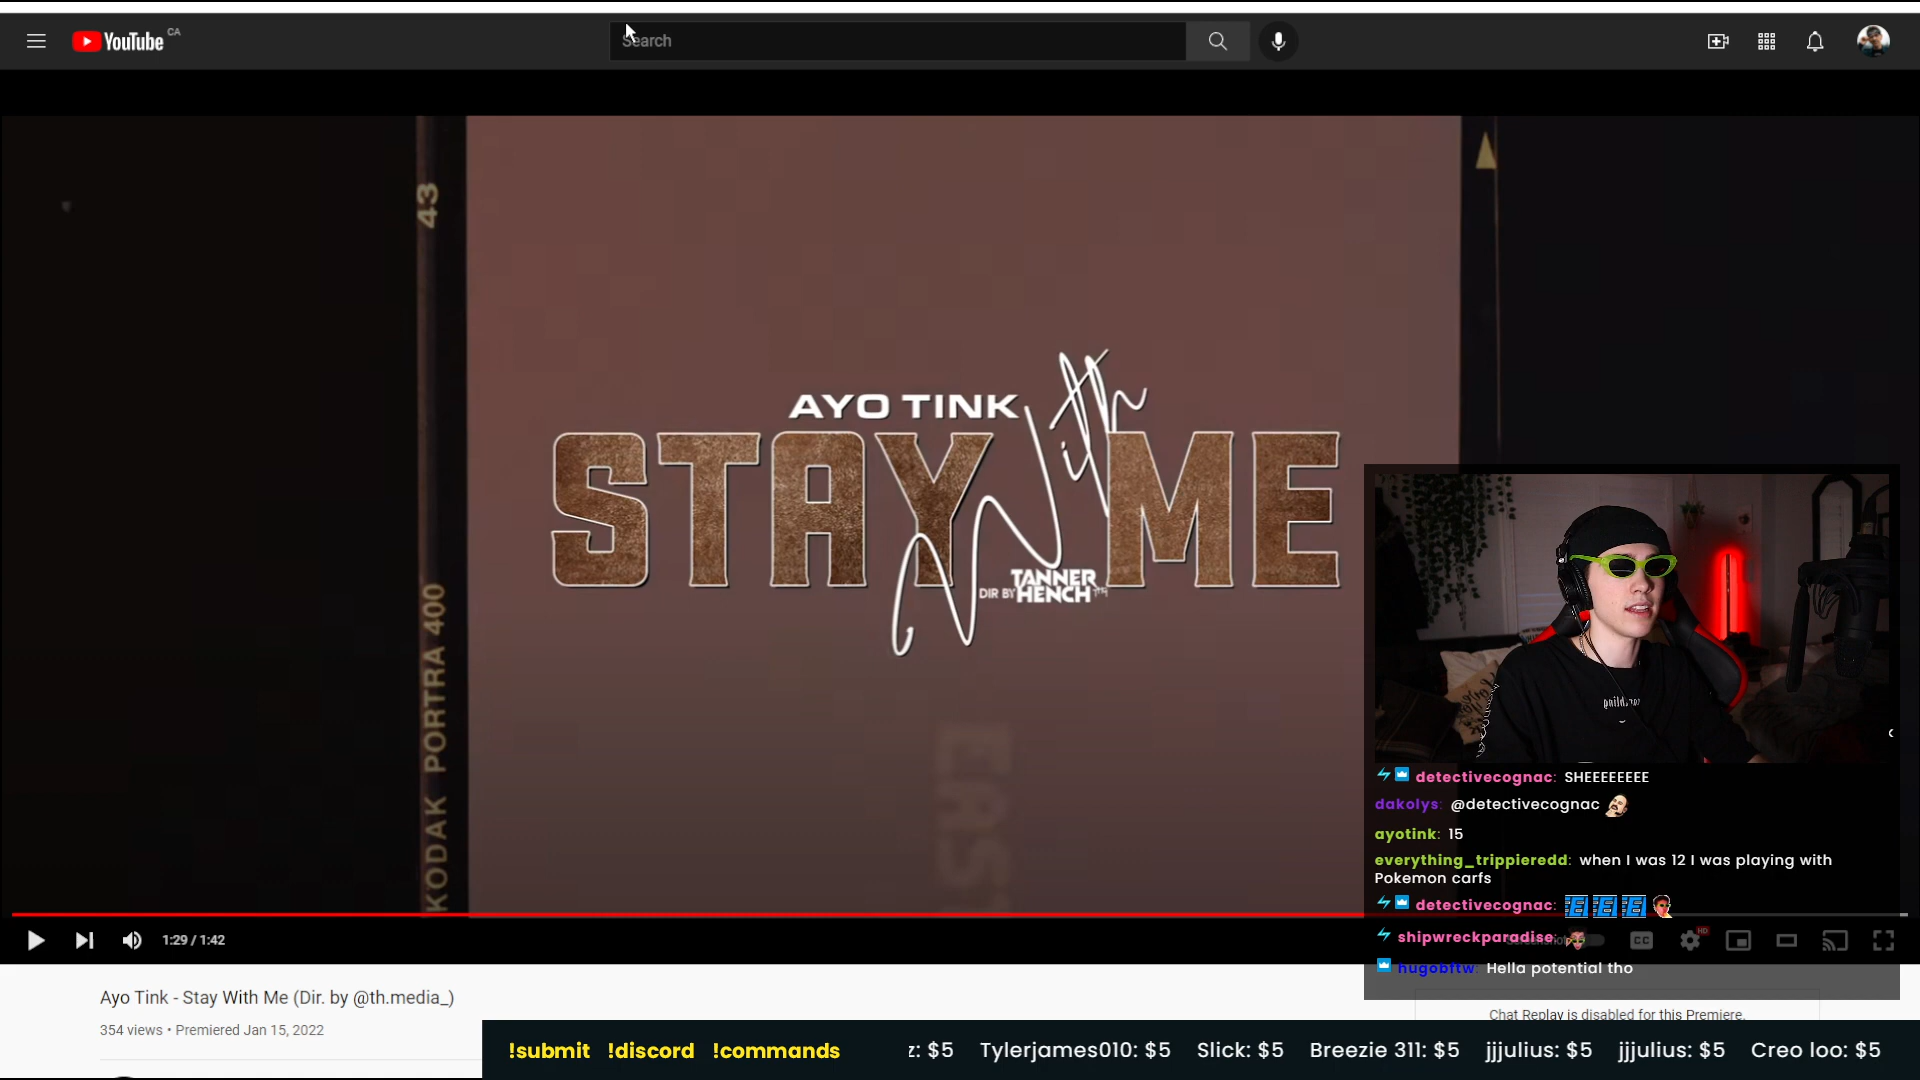 YouTube CA
Search
43
KODAK PORTRA 400
AYO TINK
STAY With ME
DIR BY TANNER HENCH
detectivecognac: SHEEEEEEEE
dakolys: @detectivecognac
ayotink: 15
everything_trippieredd: when I was 12 I was playing with
Pokemon carfs
detectivecognac:
shipwreckparadise:
hugobftw: Hella potential tho
1:29 / 1:42
CC
HD
Ayo Tink - Stay With Me (Dir. by @th.media_)
354 views • Premiered Jan 15, 2022
Chat Replay is disabled for this Premiere.
!submit !discord !commands
z: $5 Tylerjames010: $5 Slick: $5 Breezie 311: $5 jjjulius: $5 jjjulius: $5 Creo loo: $5